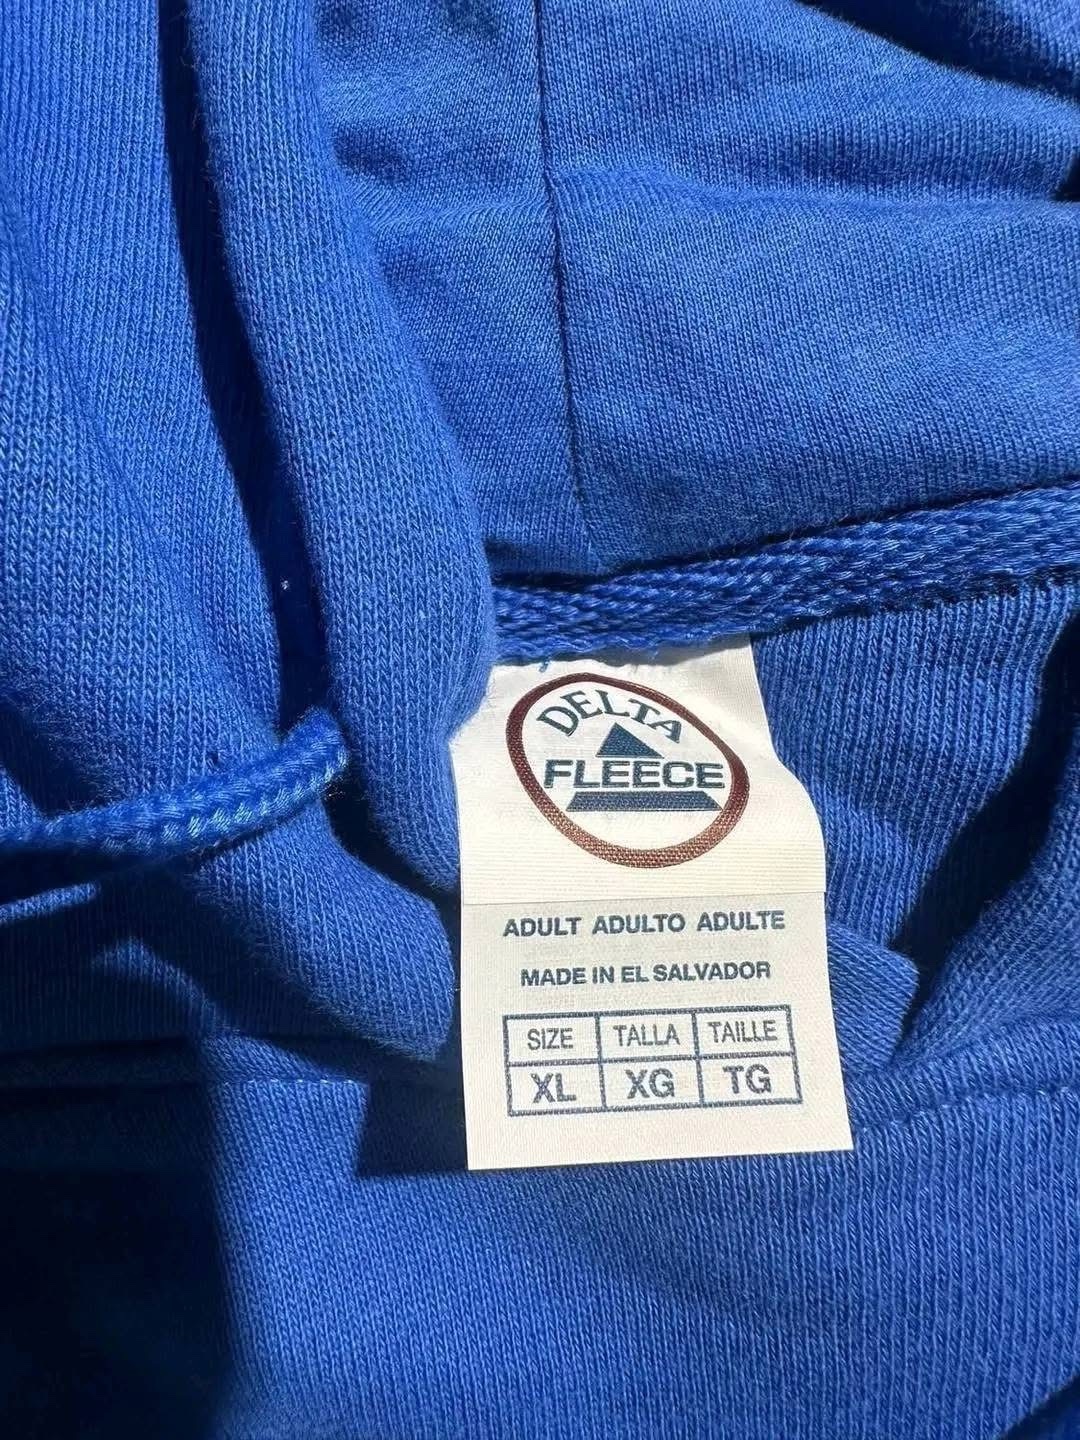 DELTA
FLEECE
ADULT ADULTO ADULTE
MADE IN EL SALVADOR
SIZE TALLA TAILLE
XL XG TG